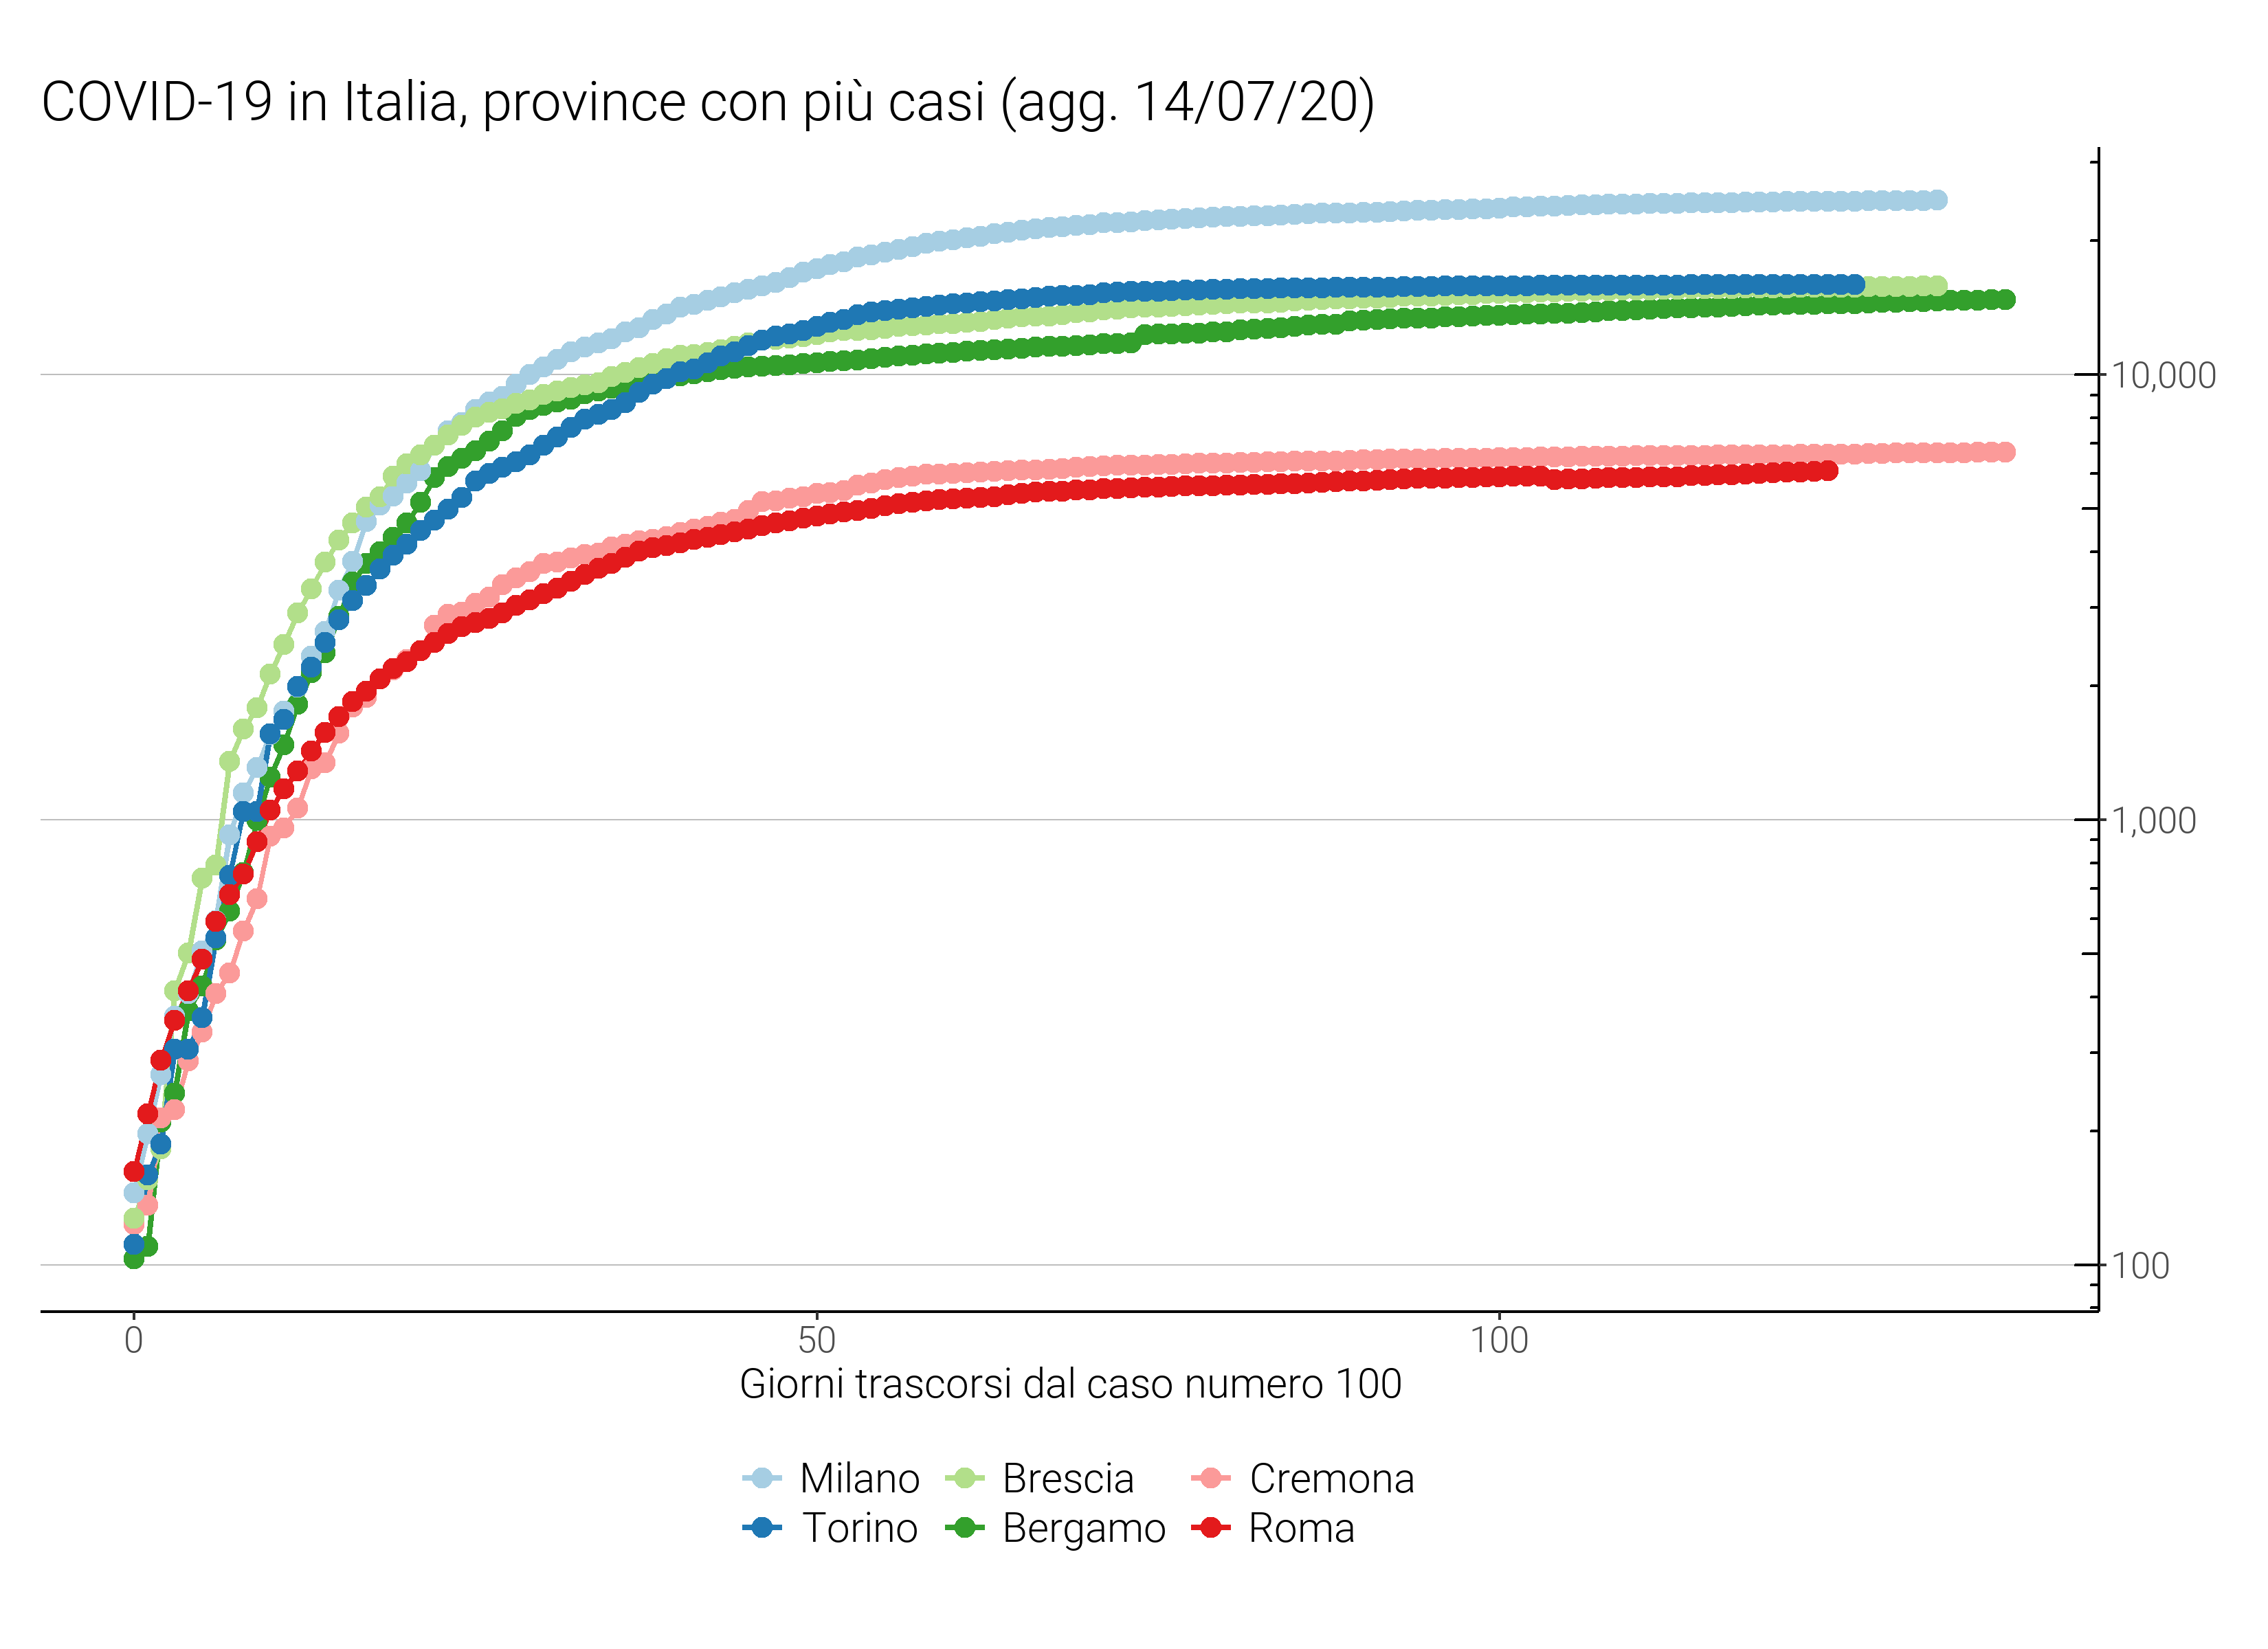 COVID-19 in Italia, province con più casi (agg. 14/07/20)
10,000
1,000
100
0 50 100
Giorni trascorsi dal caso numero 100
Milano Brescia Cremona
Torino Bergamo Roma